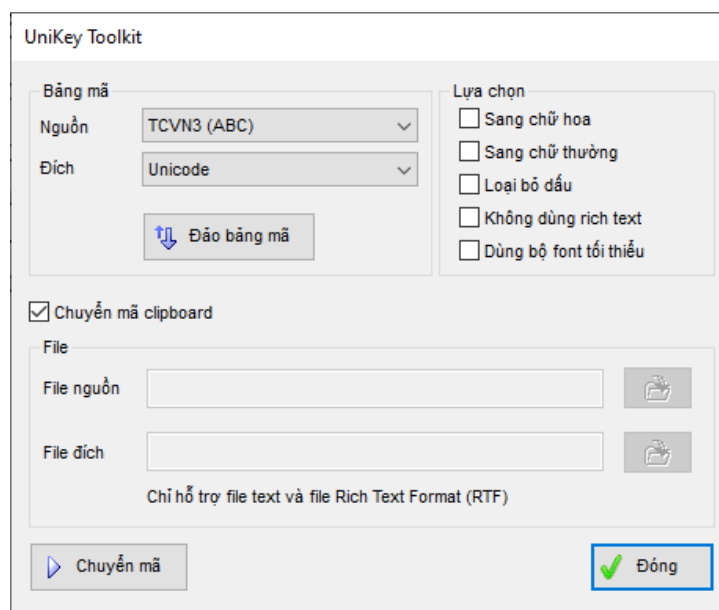 UniKey Toolkit
Bảng mã
Nguồn
TCVN3 (ABC)
Đích
Unicode
Đảo bảng mã
Lựa chọn
Sang chữ hoa
Sang chữ thường
Loại bỏ dấu
Không dùng rich text
Dùng bộ font tối thiểu
Chuyển mã clipboard
File
File nguồn
File đích
Chỉ hỗ trợ file text và file Rich Text Format (RTF)
Chuyển mã
Đóng